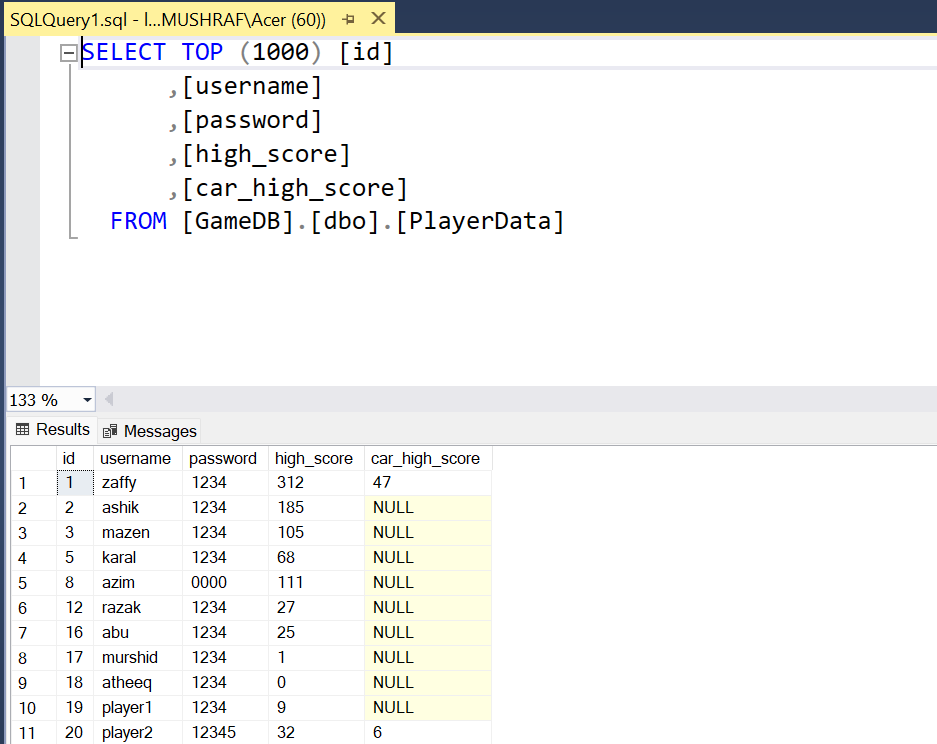 SQLQuery1.sql - l...MUSHRAF\Acer (60))
SELECT TOP (1000) [id]
,[username]
,[password]
,[high_score]
,[car_high_score]
FROM [GameDB].[dbo].[PlayerData]
133 %
Results Messages
id username password high_score car_high_score
1 1 zaffy 1234 312 47
2 2 ashik 1234 185 NULL
3 3 mazen 1234 105 NULL
4 5 karal 1234 68 NULL
5 8 azim 0000 111 NULL
6 12 razak 1234 27 NULL
7 16 abu 1234 25 NULL
8 17 murshid 1234 1 NULL
9 18 atheeq 1234 0 NULL
10 19 player1 1234 9 NULL
11 20 player2 12345 32 6